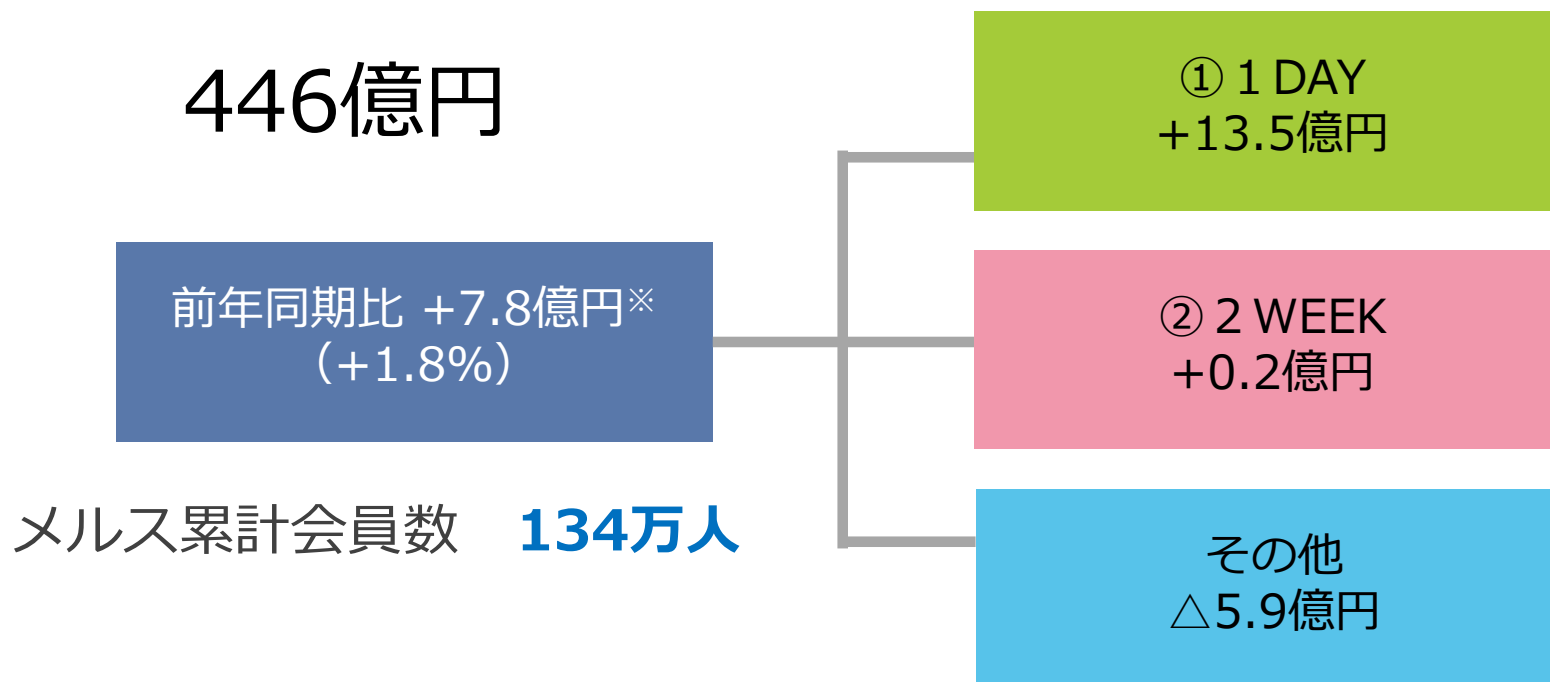 446億円
前年同期比 +7.8億円※
（+1.8%）
メルス累計会員数　134万人
① 1 DAY
+13.5億円
② 2 WEEK
+0.2億円
その他
△5.9億円